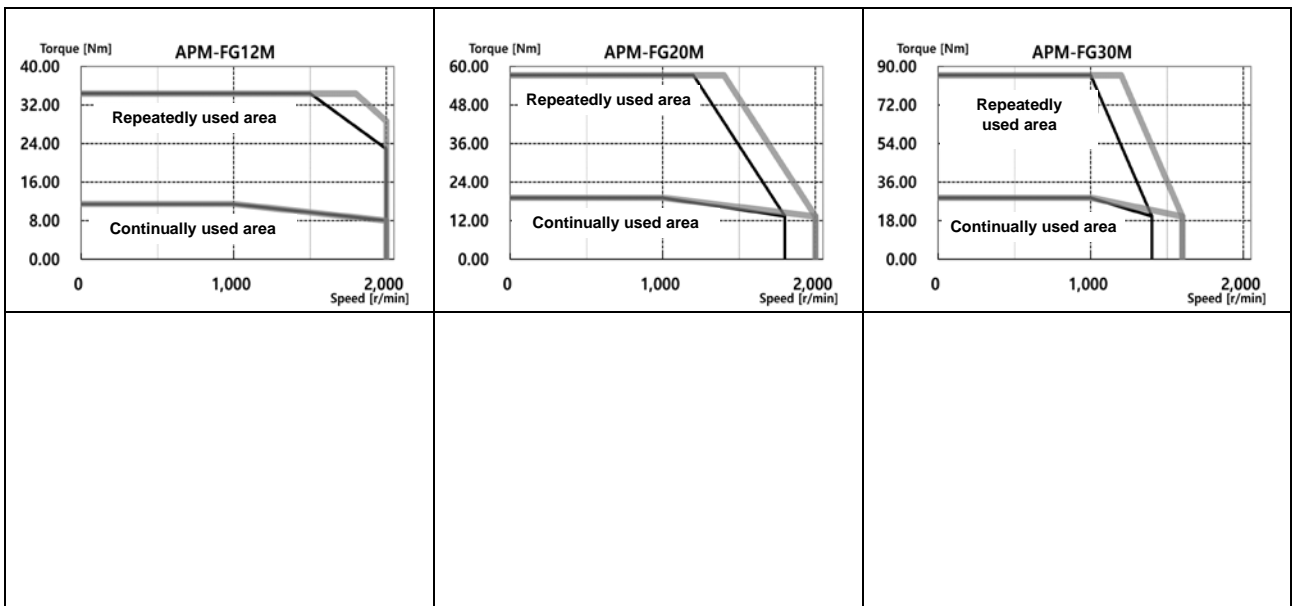 Torque [Nm]
APM-FG12M
40.00
32.00
Repeatedly used area
24.00
16.00
8.00
Continually used area
0.00
0
1,000
2,000
Speed [r/min]
Torque [Nm]
APM-FG20M
60.00
48.00
Repeatedly used area
36.00
24.00
12.00
Continually used area
0.00
0
1,000
2,000
Speed [r/min]
Torque [Nm]
APM-FG30M
90.00
72.00
Repeatedly
used area
54.00
36.00
18.00
Continually used area
0.00
0
1,000
2,000
Speed [r/min]